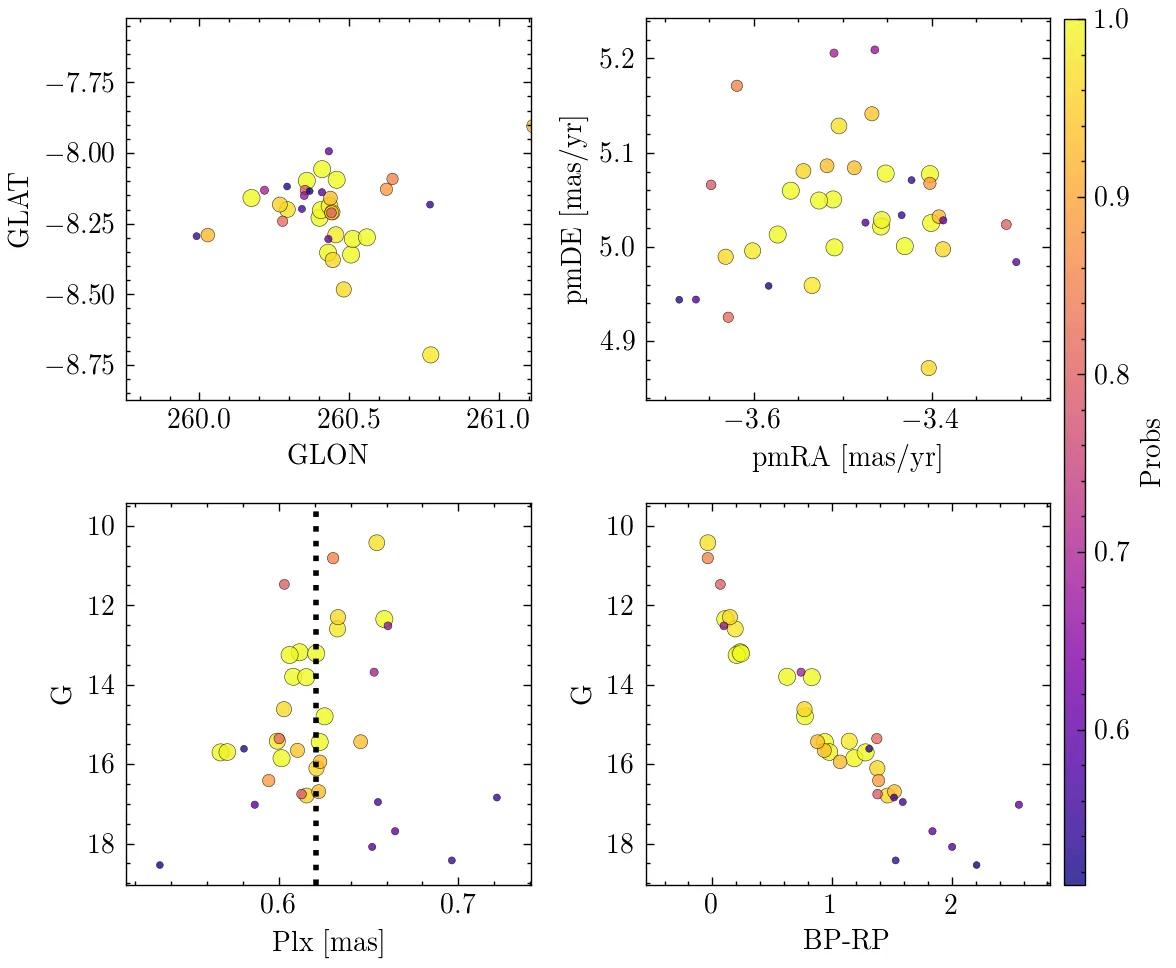 −7.75
−8.00
−8.25
−8.50
−8.75
GLAT
260.0 260.5 261.0
GLON
5.2
5.1
5.0
4.9
pmDE [mas/yr]
−3.6 −3.4
pmRA [mas/yr]
1.0
0.9
0.8
0.7
0.6
Probs
10
12
14
16
18
G
0.6 0.7
Plx [mas]
10
12
14
16
18
G
0 1 2
BP-RP